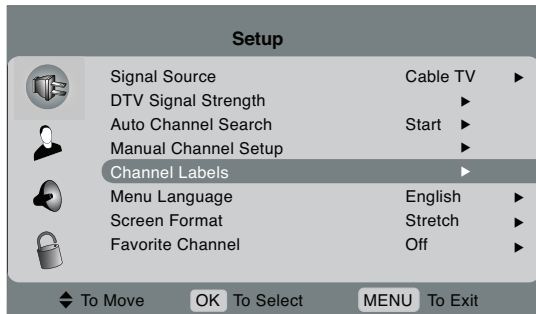 Setup
Signal Source Cable TV
DTV Signal Strength
Auto Channel Search Start
Manual Channel Setup
Channel Labels
Menu Language English
Screen Format Stretch
Favorite Channel Off
To Move OK To Select MENU To Exit